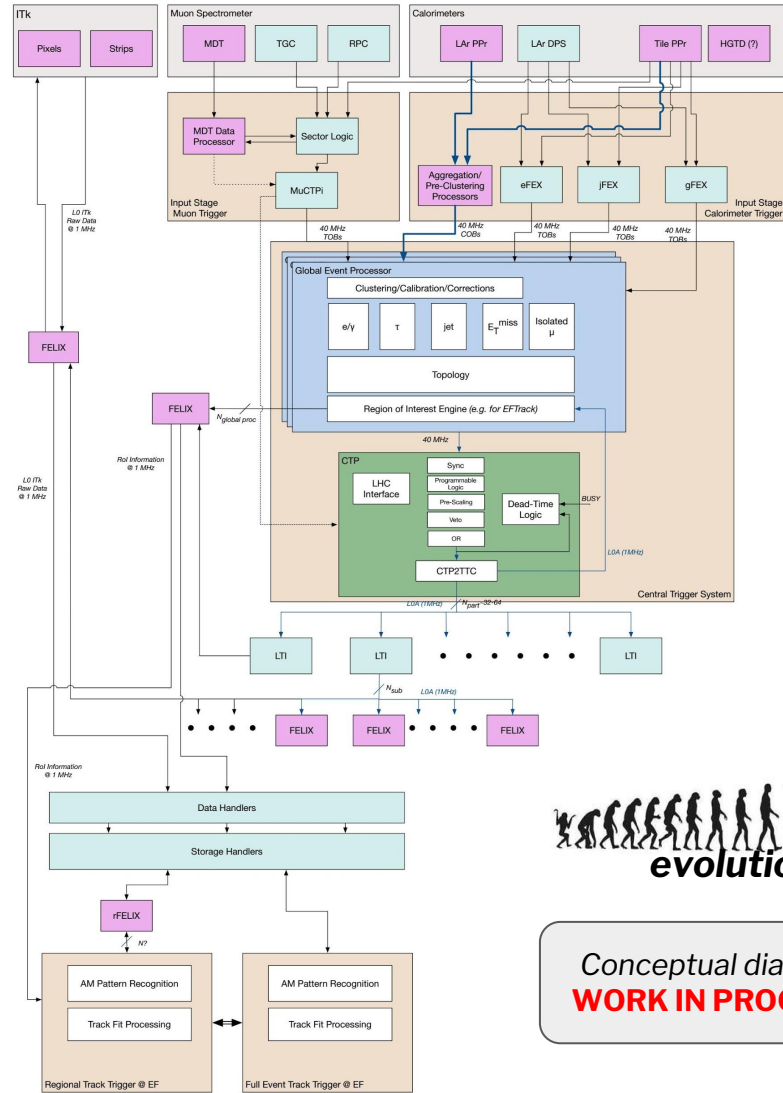 ITk
Pixels
Strips
Muon Spectrometer
MDT
TGC
RPC
Calorimeters
LAr PPr
LAr DPS
Tile PPr
HGTD (?)
MDT Data
Processor
Sector Logic
MuCTPi
Input Stage
Muon Trigger
Aggregation/
Pre-Clustering
Processors
eFEX
jFEX
gFEX
Input Stage
Calorimeter Trigger
L0 ITk
Raw Data
@ 1 MHz
40 MHz
TOBs
40 MHz
COBs
40 MHz
TOBs
40 MHz
TOBs
40 MHz
TOBs
Global Event Processor
Clustering/Calibration/Corrections
e/γ
τ
jet
E_T^miss
Isolated
μ
Topology
Region of Interest Engine (e.g. for EFTrack)
FELIX
FELIX
N_global proc
40 MHz
RoI Information
@ 1 MHz
L0 ITk
Raw Data
@ 1 MHz
CTP
LHC
Interface
Sync
Programmable
Logic
Pre-Scaling
Veto
OR
Dead-Time
Logic
BUSY
L0A (1MHz)
CTP2TTC
Central Trigger System
L0A (1MHz)
N_part~32-64
LTI
LTI
LTI
N_sub
L0A (1MHz)
FELIX
FELIX
FELIX
RoI Information
@ 1 MHz
Data Handlers
Storage Handlers
rFELIX
N?
AM Pattern Recognition
Track Fit Processing
Regional Track Trigger @ EF
AM Pattern Recognition
Track Fit Processing
Full Event Track Trigger @ EF
evolutio
Conceptual dia
WORK IN PROG